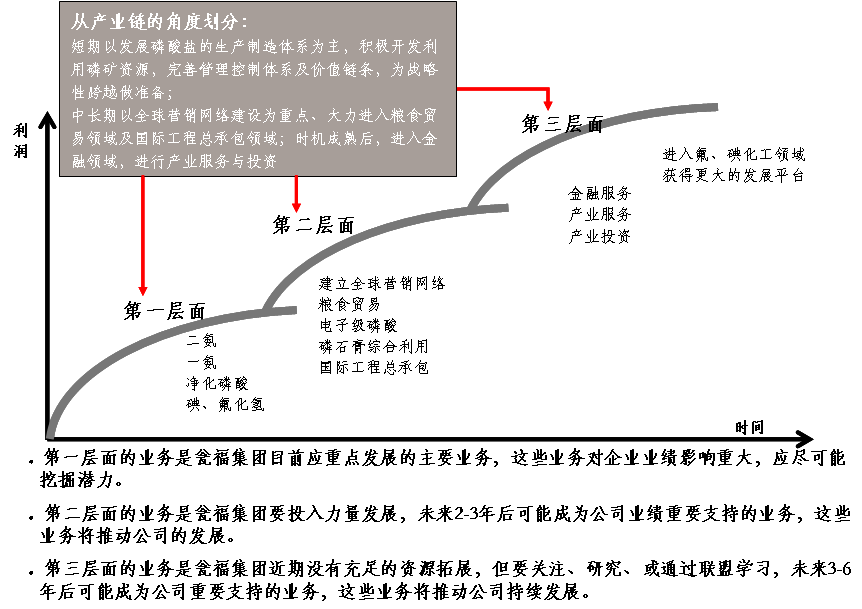 从产业链的角度划分：
短期以发展磷酸盐的生产制造体系为主，积极开发利
用磷矿资源，完善管理控制体系及价值链条，为战略
性跨越做准备；
中长期以全球营销网络建设为重点、大力进入粮食贸
易领域及国际工程总承包领域；时机成熟后，进入金
融领域，进行产业服务与投资
利
润
第三层面
进入氟、碘化工领域
获得更大的发展平台
金融服务
产业服务
产业投资
第二层面
建立全球营销网络
粮食贸易
电子级磷酸
磷石膏综合利用
国际工程总承包
第一层面
二氨
一氨
净化磷酸
碘、氟化氢
时间
. 第一层面的业务是瓮福集团目前应重点发展的主要业务，这些业务对企业业绩影响重大，应尽可能
挖掘潜力。
. 第二层面的业务是瓮福集团要投入力量发展，未来2-3年后可能成为公司业绩重要支持的业务，这些
业务将推动公司的发展。
. 第三层面的业务是瓮福集团近期没有充足的资源拓展，但要关注、研究、或通过联盟学习，未来3-6
年后可能成为公司重要支持的业务，这些业务将推动公司持续发展。